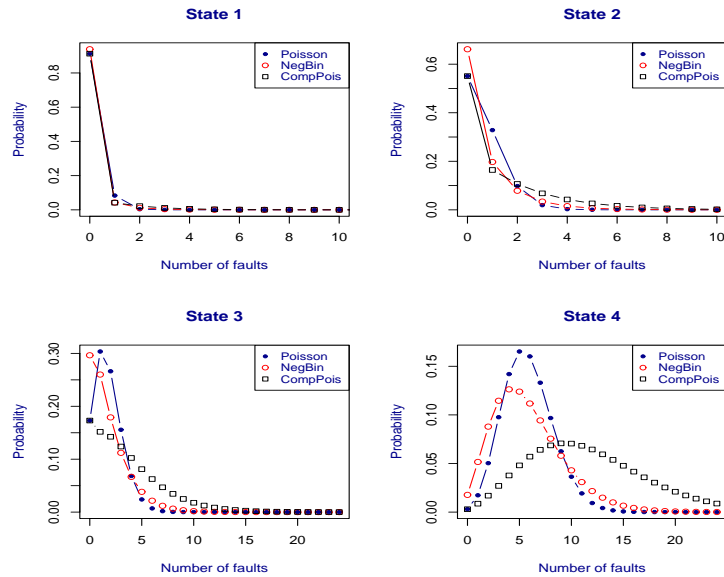 State 1
Probability
0.0 0.2 0.4 0.6 0.8
Poisson
NegBin
CompPois
0 2 4 6 8 10
Number of faults
State 2
Probability
0.0 0.2 0.4 0.6
Poisson
NegBin
CompPois
0 2 4 6 8 10
Number of faults
State 3
Probability
0.00 0.10 0.20 0.30
Poisson
NegBin
CompPois
0 5 10 15 20
Number of faults
State 4
Probability
0.00 0.05 0.10 0.15
Poisson
NegBin
CompPois
0 5 10 15 20
Number of faults